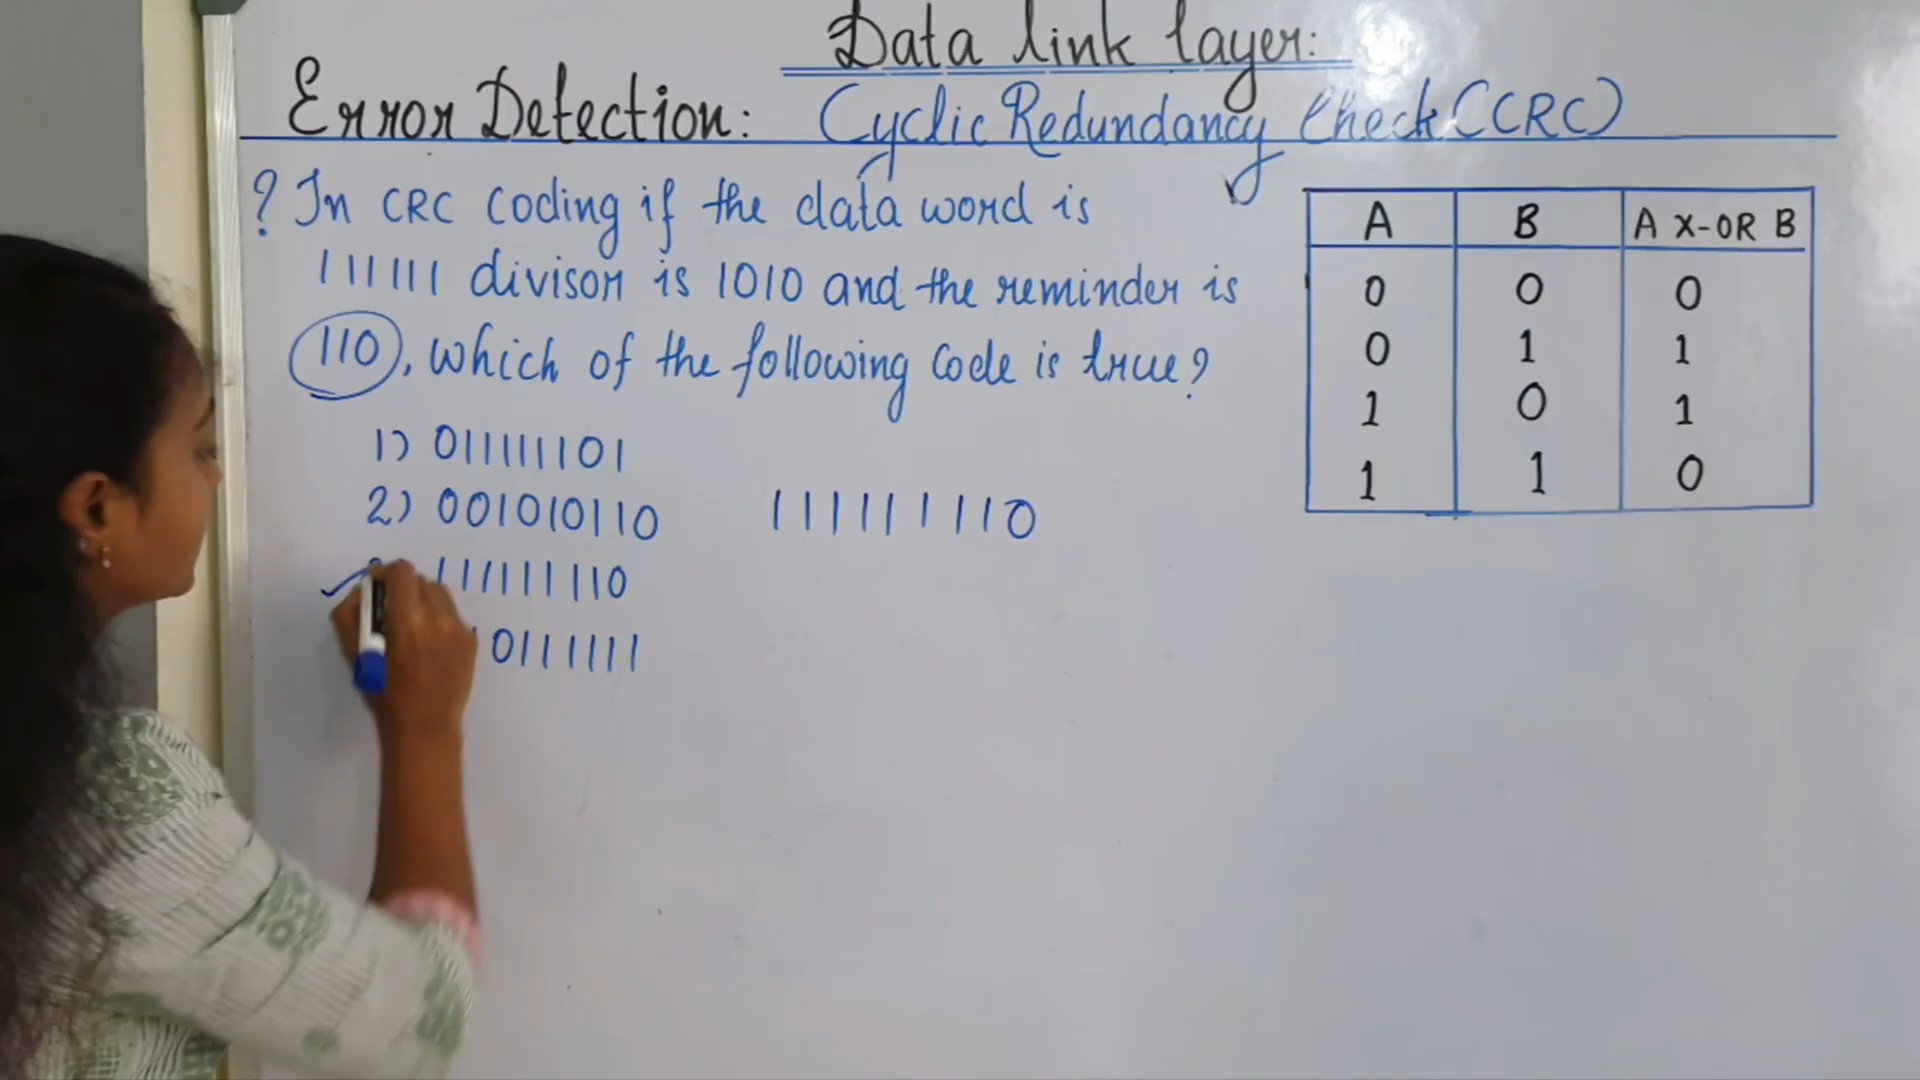 Data link layer:
Error Detection: Cyclic Redundancy Check (CRC)
? In CRC coding if the data word is
111111 divisor is 1010 and the reminder is
110, which of the following code is true?
1) 011111101
2) 001010110
111111110
111111110
0111111
A B A X-OR B
0 0 0
0 1 1
1 0 1
1 1 0